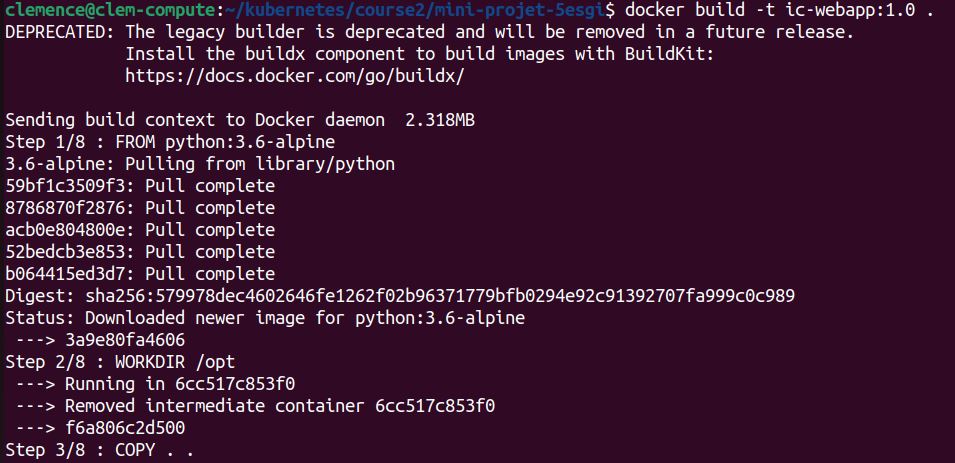 clemence@clem-compute:~/kubernetes/course2/mini-projet-5esgi$ docker build -t ic-webapp:1.0 .
DEPRECATED: The legacy builder is deprecated and will be removed in a future release.
            Install the buildx component to build images with BuildKit:
            https://docs.docker.com/go/buildx/

Sending build context to Docker daemon  2.318MB
Step 1/8 : FROM python:3.6-alpine
3.6-alpine: Pulling from library/python
59bf1c3509f3: Pull complete
8786870f2876: Pull complete
acb0e804800e: Pull complete
52bedcb3e853: Pull complete
b064415ed3d7: Pull complete
Digest: sha256:579978dec4602646fe1262f02b96371779bfb0294e92c91392707fa999c0c989
Status: Downloaded newer image for python:3.6-alpine
 ---> 3a9e80fa4606
Step 2/8 : WORKDIR /opt
 ---> Running in 6cc517c853f0
 ---> Removed intermediate container 6cc517c853f0
 ---> f6a806c2d500
Step 3/8 : COPY . .